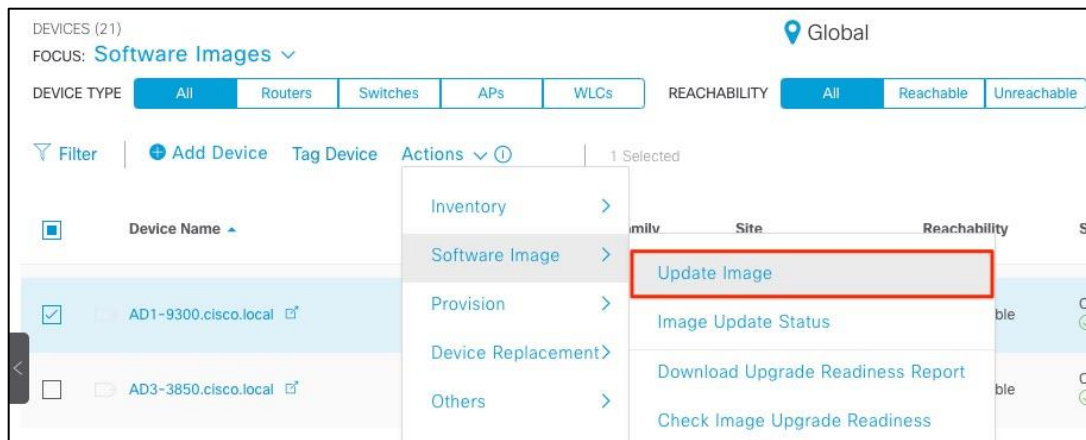 DEVICES (21)
FOCUS: Software Images
Global
DEVICE TYPE All Routers Switches APs WLCs REACHABILITY All Reachable Unreachable
Filter Add Device Tag Device Actions 1 Selected
Inventory
Device Name Site Reachability
Software Image
Update Image
AD1-9300.cisco.local
Provision
Image Update Status
Device Replacement
Download Upgrade Readiness Report
AD3-3850.cisco.local
Others
Check Image Upgrade Readiness